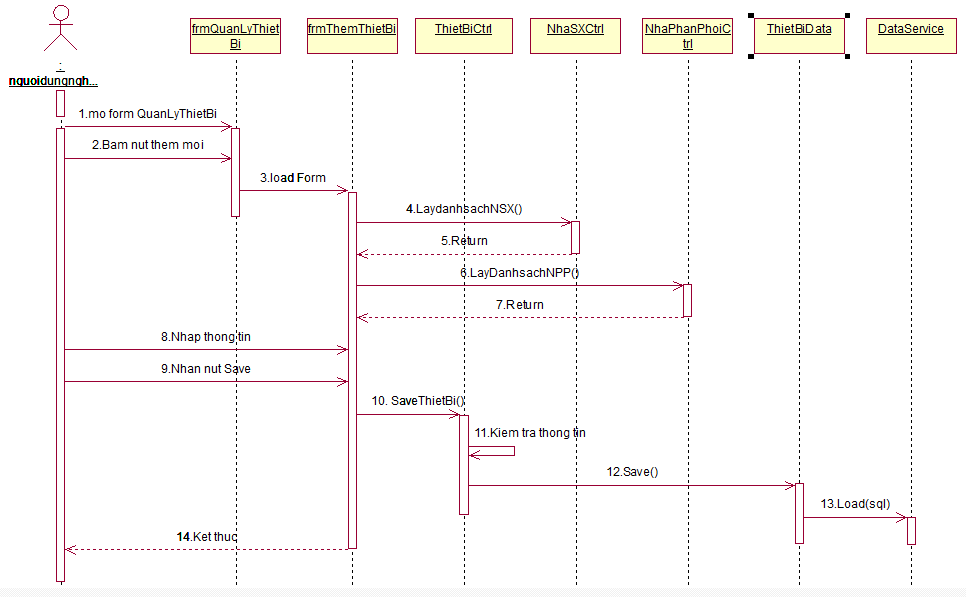 frmQuanLyThiet
Bi
frmThemThietBi
ThietBiCtrl
NhaSXCtrl
NhaPhanPhoiC
trl
ThietBiData
DataService
:
nguoidungngh...
1.mo form QuanLyThietBi
2.Bam nut them moi
3.load Form
4.LaydanhsachNSX()
5.Return
6.LayDanhsachNPP()
7.Return
8.Nhap thong tin
9.Nhan nut Save
10. SaveThietBi()
11.Kiem tra thong tin
12.Save()
13.Load(sql)
14.Ket thuc